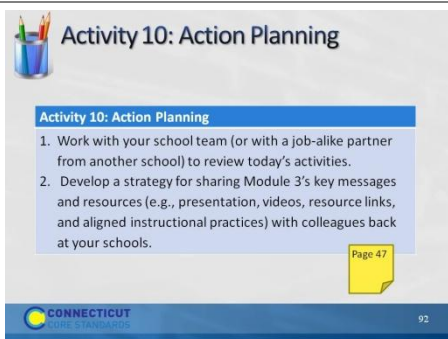 Activity 10: Action Planning
Activity 10: Action Planning
1. Work with your school team (or with a job-alike partner
from another school) to review today's activities.
2. Develop a strategy for sharing Module 3's key messages
and resources (e.g., presentation, videos, resource links,
and aligned instructional practices) with colleagues back
at your schools.
Page 47
CONNECTICUT
CORE STANDARDS
92